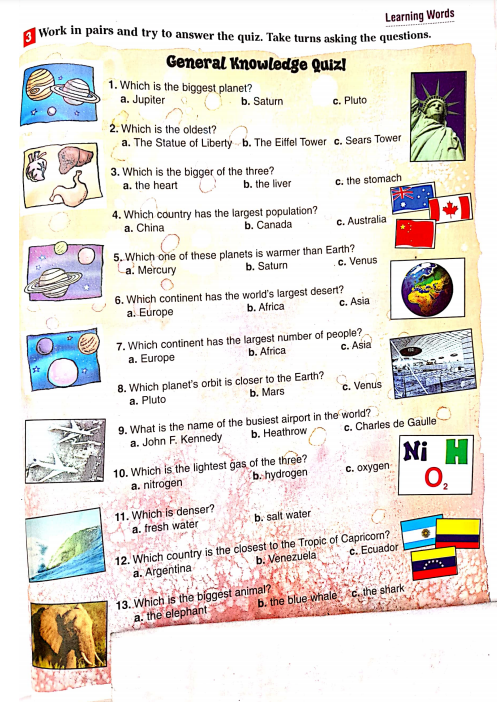 Learning Words
3 Work in pairs and try to answer the quiz. Take turns asking the questions.
General Knowledge Quiz!
1. Which is the biggest planet?
a. Jupiter b. Saturn c. Pluto
2. Which is the oldest?
a. The Statue of Liberty b. The Eiffel Tower c. Sears Tower
3. Which is the bigger of the three?
a. the heart b. the liver c. the stomach
4. Which country has the largest population?
a. China b. Canada c. Australia
5. Which one of these planets is warmer than Earth?
a. Mercury b. Saturn c. Venus
6. Which continent has the world's largest desert?
a. Europe b. Africa c. Asia
7. Which continent has the largest number of people?
a. Europe b. Africa c. Asia
8. Which planet's orbit is closer to the Earth?
a. Pluto b. Mars c. Venus
9. What is the name of the busiest airport in the world?
a. John F. Kennedy b. Heathrow c. Charles de Gaulle
10. Which is the lightest gas of the three?
a. nitrogen b. hydrogen c. oxygen
Ni H
O2
11. Which is denser?
a. fresh water b. salt water
12. Which country is the closest to the Tropic of Capricorn?
a. Argentina b. Venezuela c. Ecuador
13. Which is the biggest animal?
a. the elephant b. the blue whale c. the shark